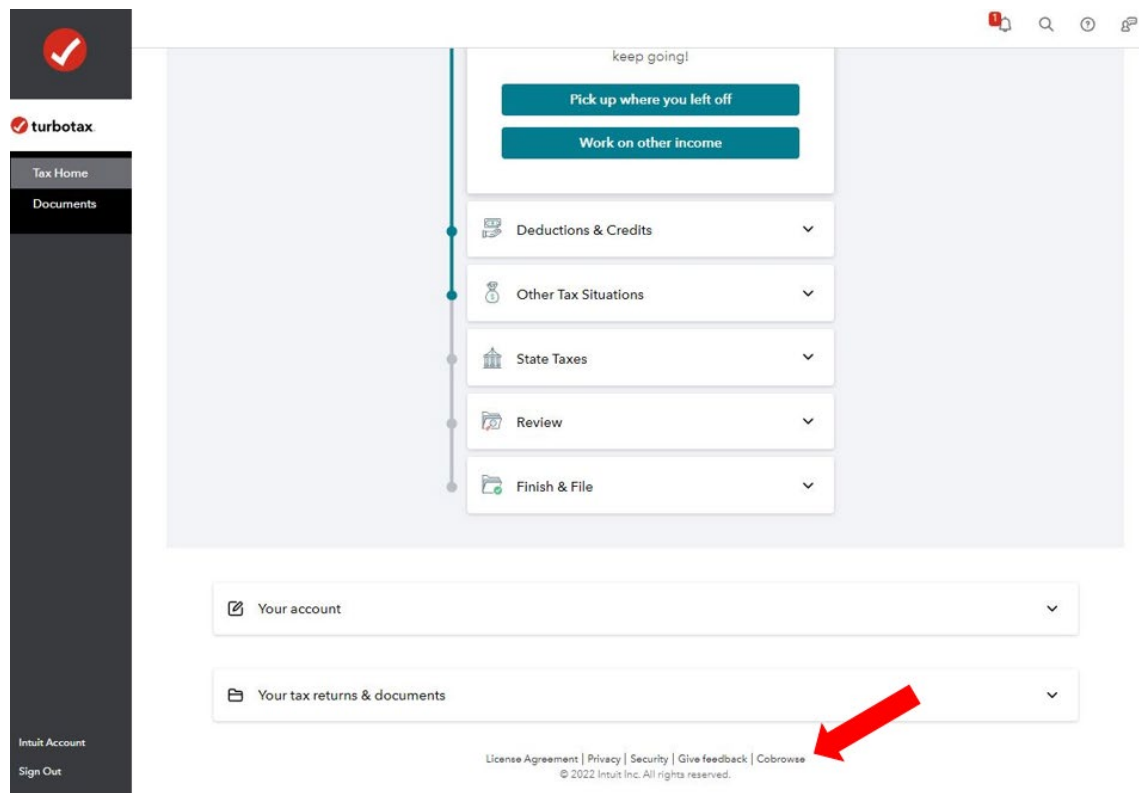 1
keep going!
Pick up where you left off
Work on other income
turbotax
Tax Home
Documents
Deductions & Credits
Other Tax Situations
State Taxes
Review
Finish & File
Your account
Your tax returns & documents
Intuit Account
Sign Out
License Agreement | Privacy | Security | Give feedback | Cobrowse
© 2022 Intuit Inc. All rights reserved.